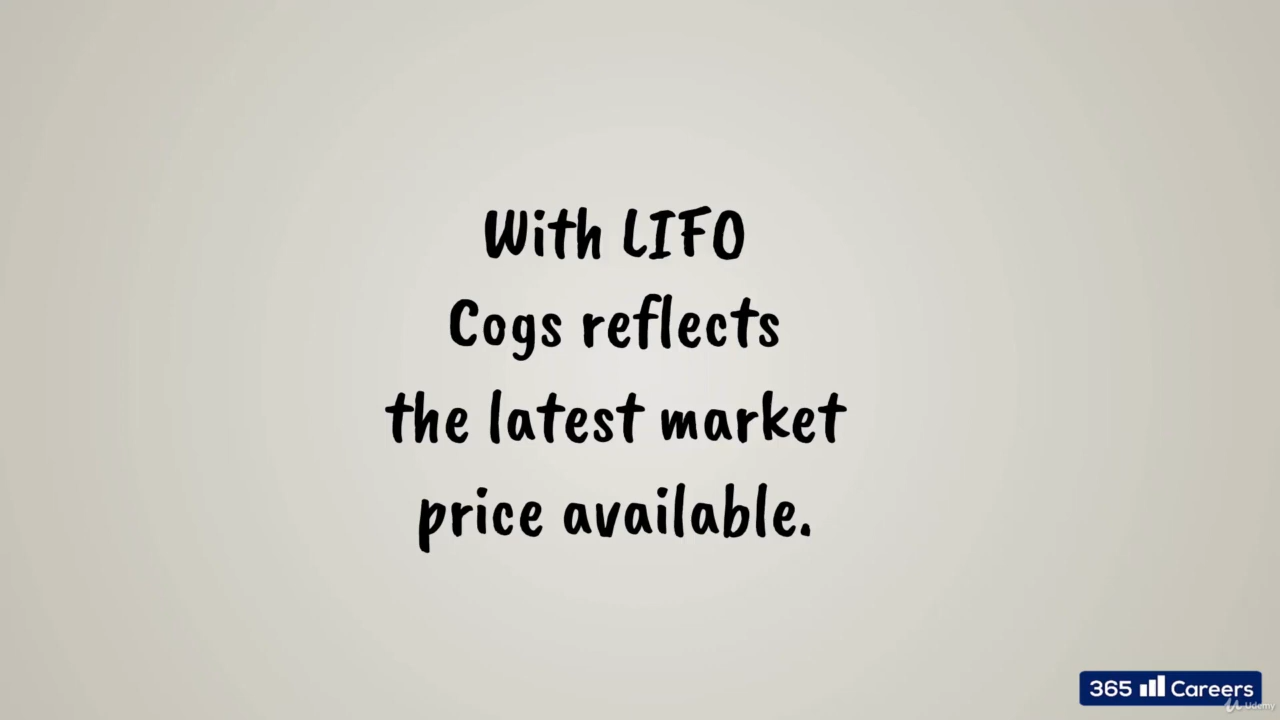 With LIFO
Cogs reflects
the latest market
price available.
365 Careers
Udemy